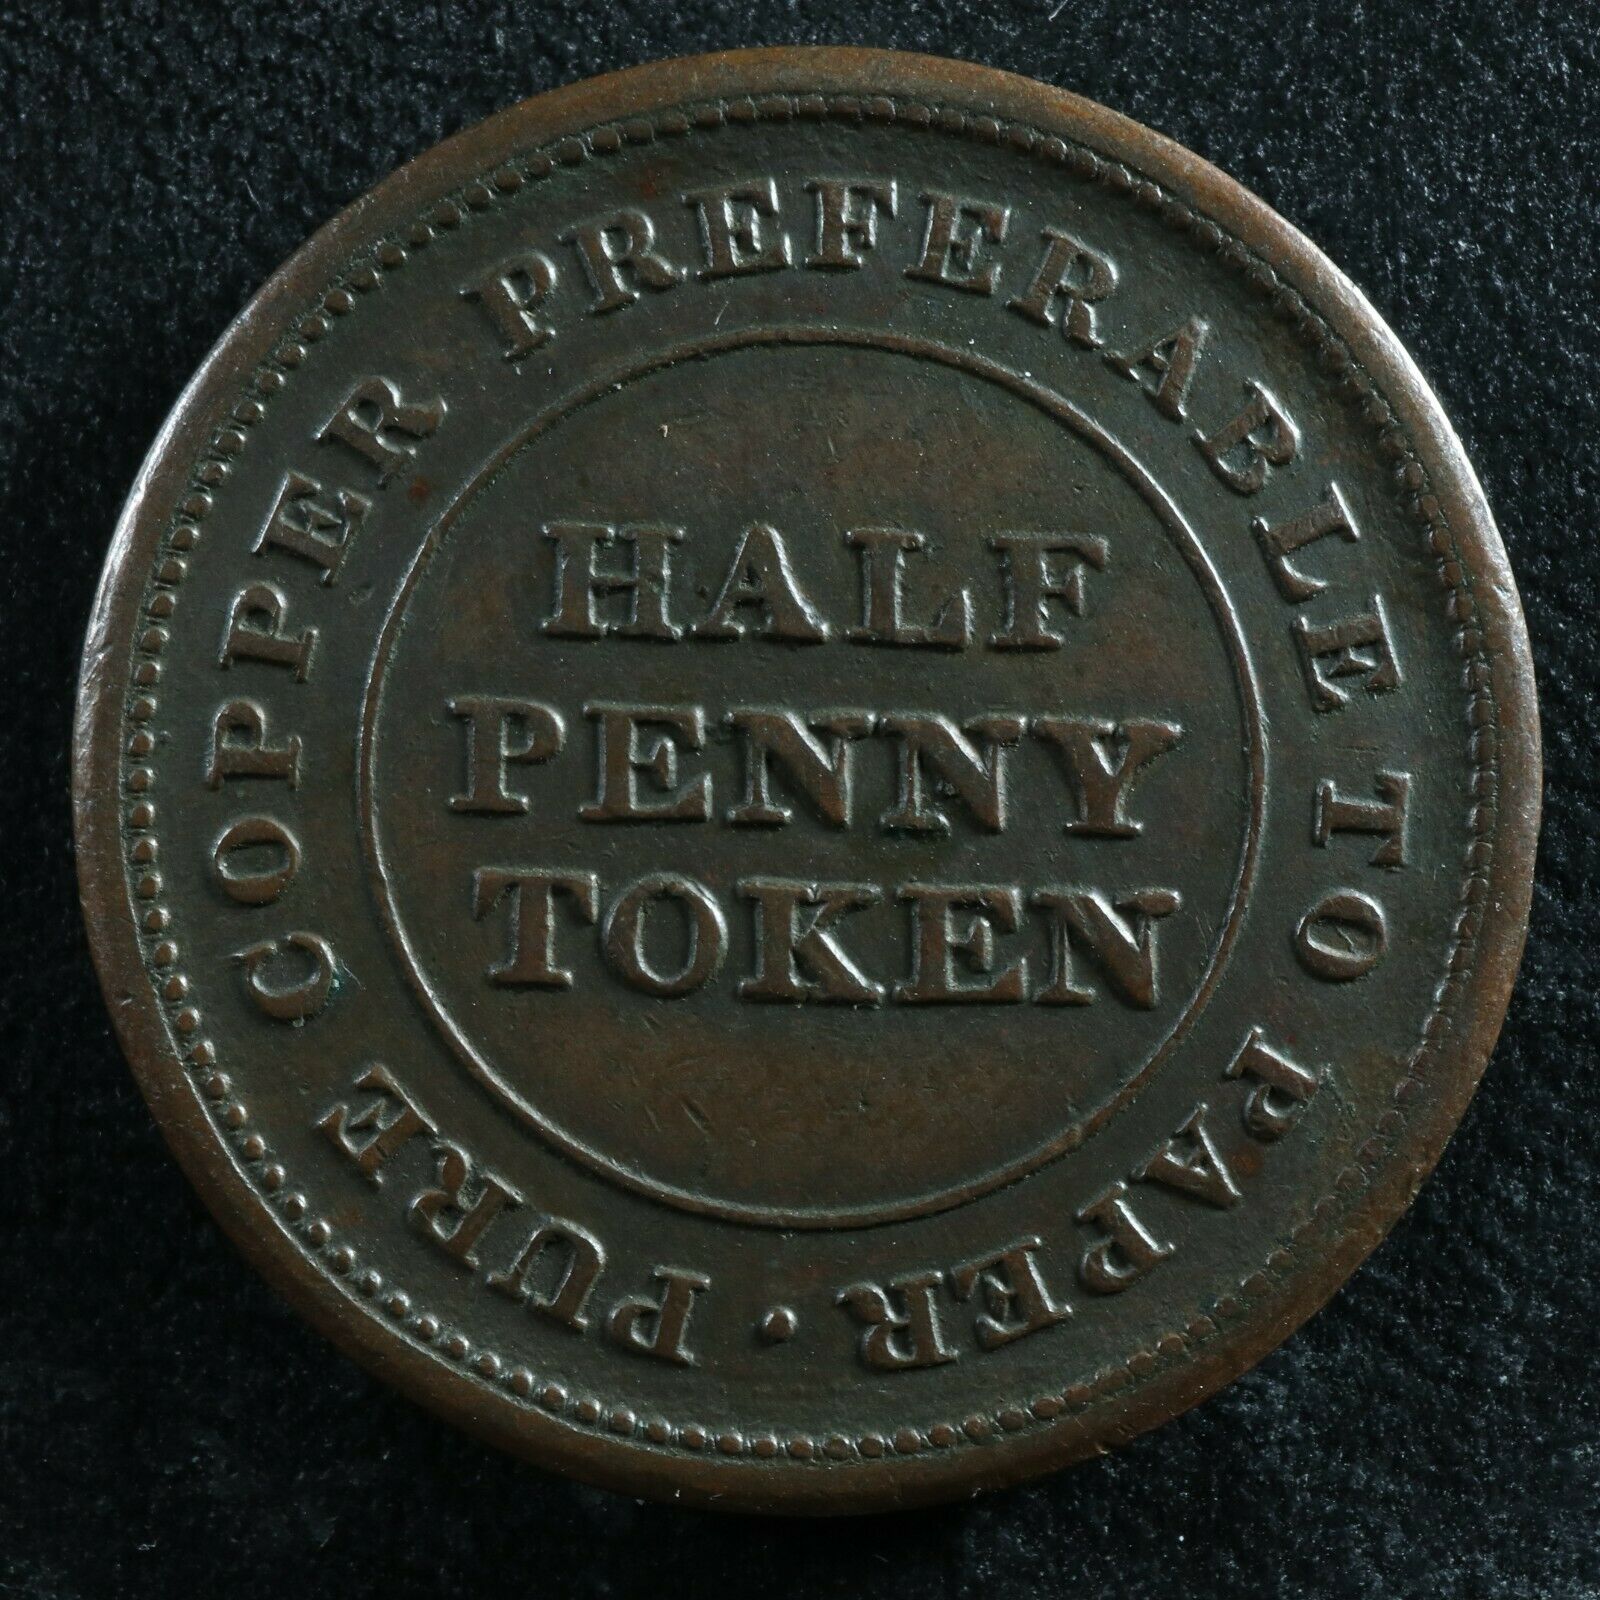 PURE COPPER PREFERABLE TO PAPER ·
HALF
PENNY
TOKEN